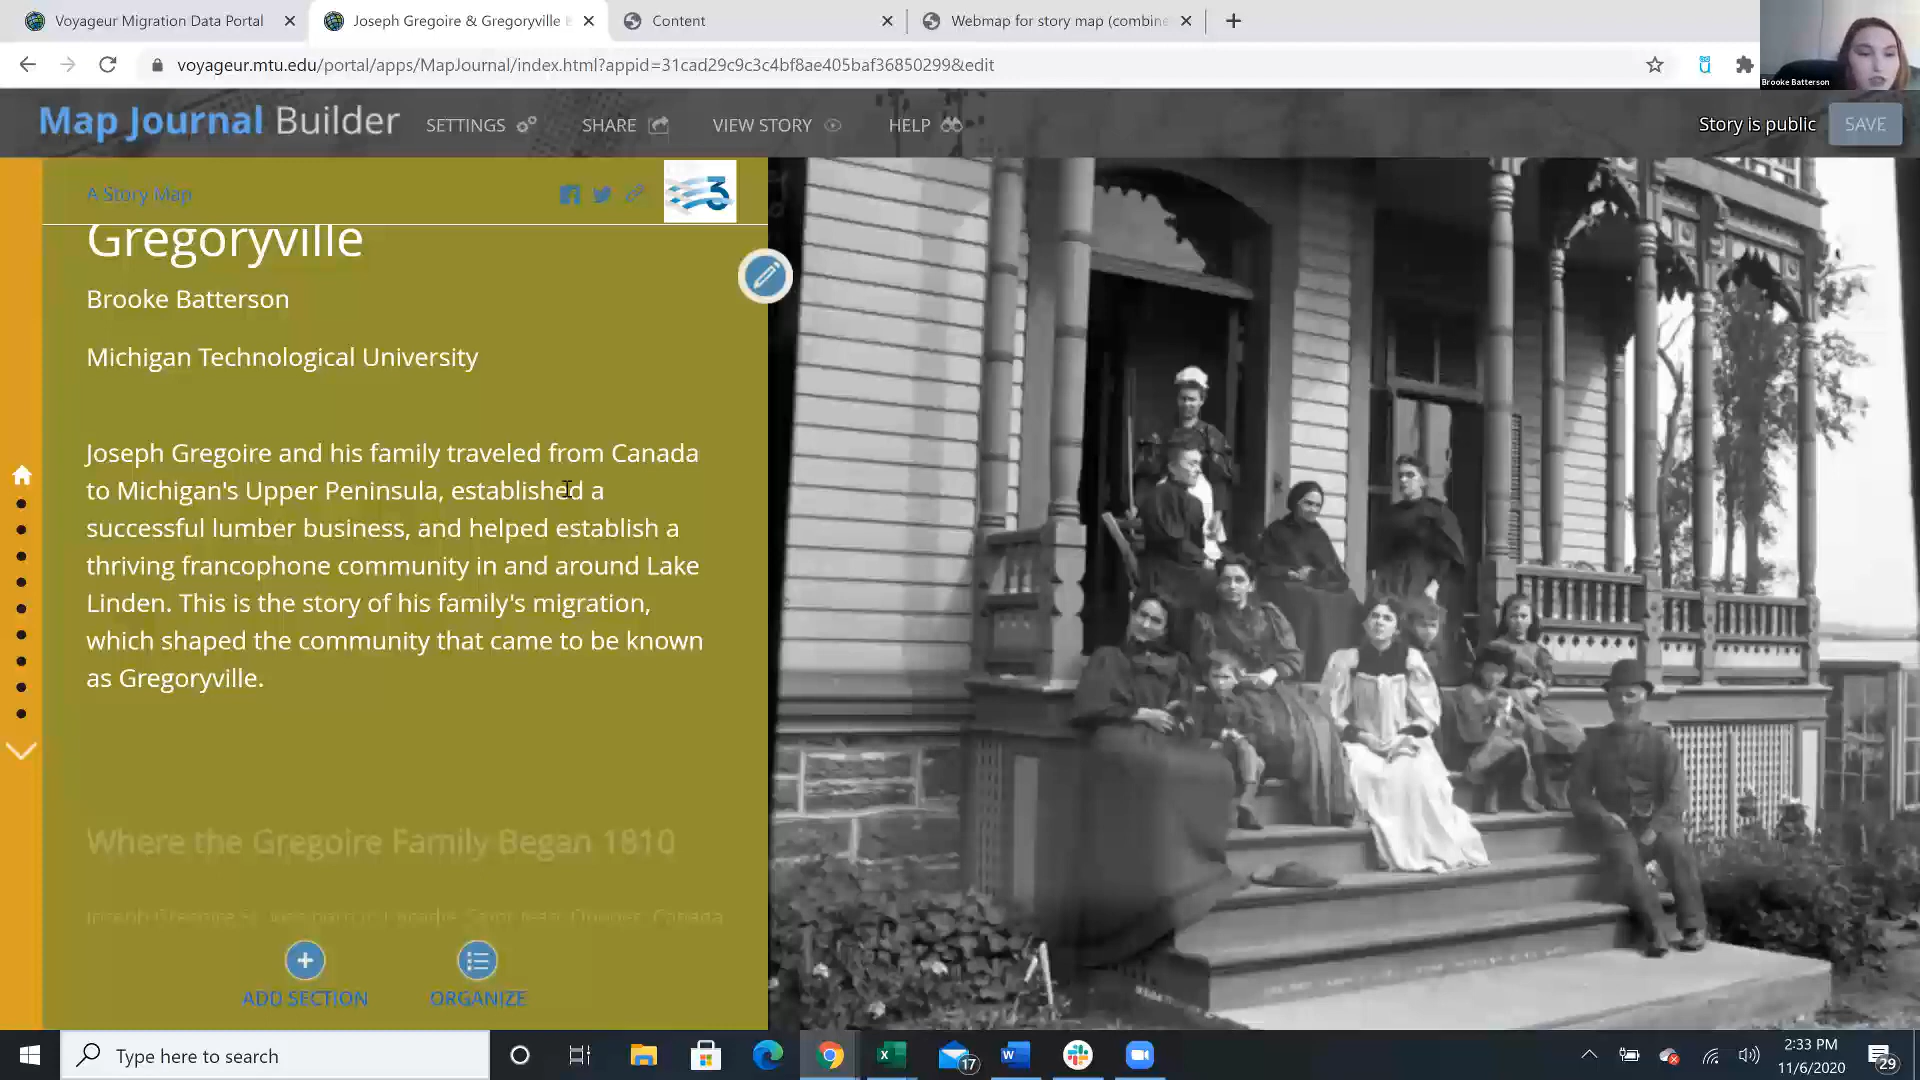 Voyageur Migration Data Portal
Joseph Gregoire & Gregoryville
Content
Webmap for story map (combine
voyageur.mtu.edu/portal/apps/MapJournal/index.html?appid=31cad29c9c3c4bf8ae405baf36850299&edit
Brooke Batterson
Map Journal Builder
SETTINGS
SHARE
VIEW STORY
HELP
Story is public
SAVE
A Story Map
3
Gregoryville
Brooke Batterson
Michigan Technological University
Joseph Gregoire and his family traveled from Canada
to Michigan's Upper Peninsula, established a
successful lumber business, and helped establish a
thriving francophone community in and around Lake
Linden. This is the story of his family's migration,
which shaped the community that came to be known
as Gregoryville.
Where the Gregoire Family Began 1810
ADD SECTION
ORGANIZE
Type here to search
17
2:33 PM
11/6/2020
29